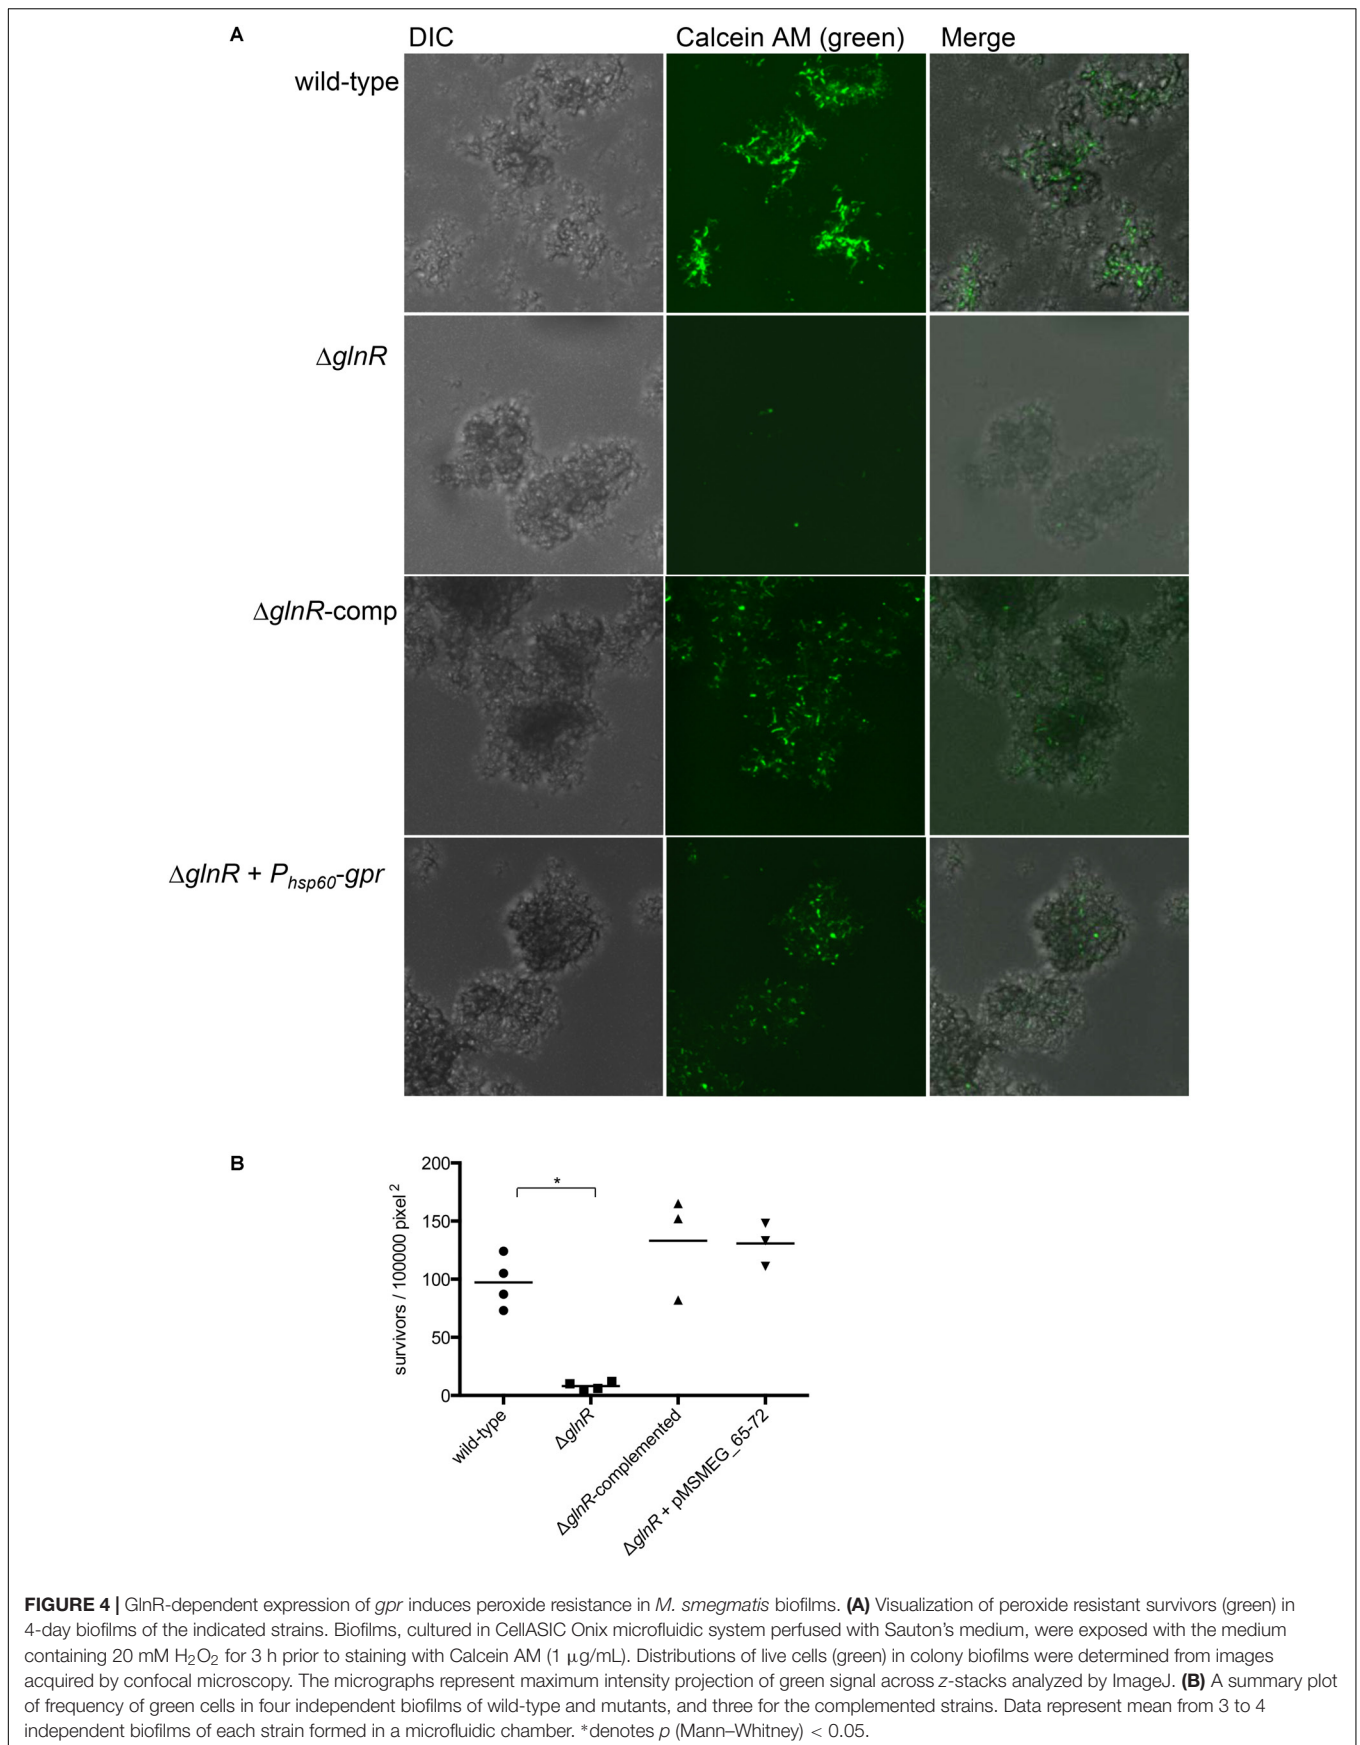 A
DIC Calcein AM (green) Merge
wild-type
ΔglnR
ΔglnR-comp
ΔglnR + Phsp60-gpr
B
200
150
100
50
0
survivors / 100000 pixel 2
*
wild-type
ΔglnR
ΔglnR-complemented
ΔglnR + pMSMEG_65-72
FIGURE 4 | GlnR-dependent expression of gpr induces peroxide resistance in M. smegmatis biofilms. (A) Visualization of peroxide resistant survivors (green) in
4-day biofilms of the indicated strains. Biofilms, cultured in CellASIC Onix microfluidic system perfused with Sauton's medium, were exposed with the medium
containing 20 mM H2O2 for 3 h prior to staining with Calcein AM (1 μg/mL). Distributions of live cells (green) in colony biofilms were determined from images
acquired by confocal microscopy. The micrographs represent maximum intensity projection of green signal across z-stacks analyzed by ImageJ. (B) A summary plot
of frequency of green cells in four independent biofilms of wild-type and mutants, and three for the complemented strains. Data represent mean from 3 to 4
independent biofilms of each strain formed in a microfluidic chamber. *denotes p (Mann–Whitney) < 0.05.